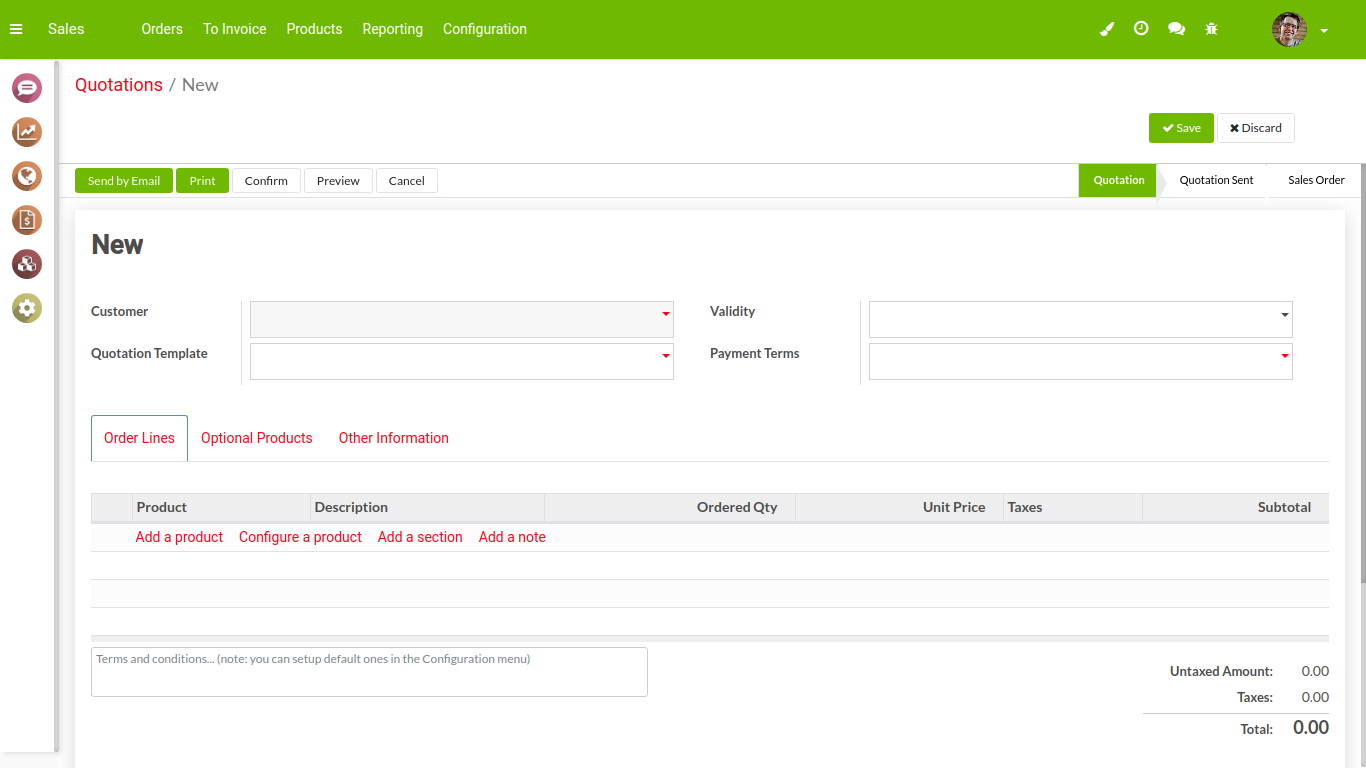 Sales Orders To Invoice Products Reporting Configuration
Quotations / New
Save Discard
Send by Email Print Confirm Preview Cancel Quotation Quotation Sent Sales Order
New
Customer Validity
Quotation Template Payment Terms
Order Lines Optional Products Other Information
Product Description Ordered Qty Unit Price Taxes Subtotal
Add a product Configure a product Add a section Add a note
Terms and conditions... (note: you can setup default ones in the Configuration menu)
Untaxed Amount: 0.00
Taxes: 0.00
Total: 0.00